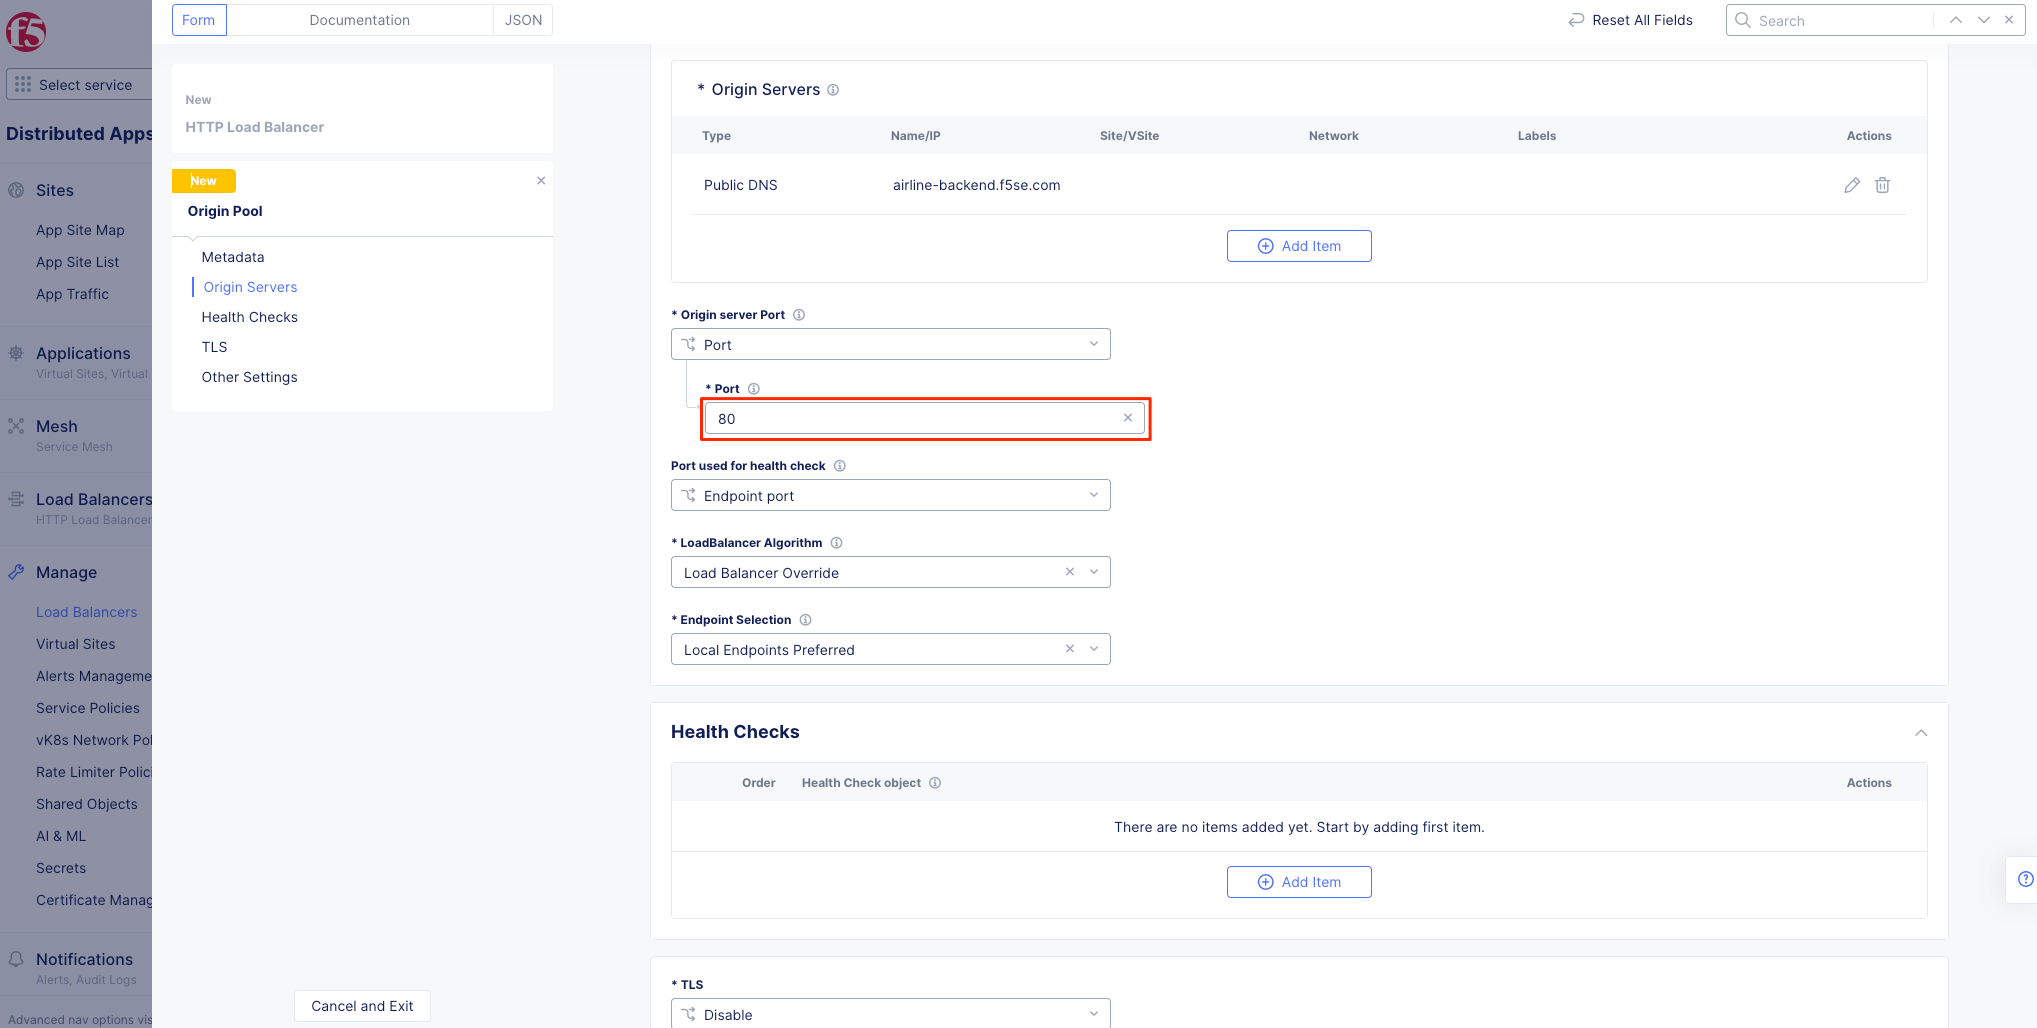 Form
Documentation
JSON
Reset All Fields
Search
f5
Select service
Distributed Apps
Sites
App Site Map
App Site List
App Traffic
Applications
Virtual Sites, Virtual
Mesh
Service Mesh
Load Balancers
HTTP Load Balancer
Manage
Load Balancers
Virtual Sites
Alerts Manageme
Service Policies
vK8s Network Pol
Rate Limiter Polici
Shared Objects
AI & ML
Secrets
Certificate Manag
Notifications
Alerts, Audit Logs
Advanced nav options vis
New
HTTP Load Balancer
New
Origin Pool
Metadata
Origin Servers
Health Checks
TLS
Other Settings
Cancel and Exit
* Origin Servers
Type Name/IP Site/VSite Network Labels Actions
Public DNS airline-backend.f5se.com
Add Item
* Origin server Port
Port
* Port
80
Port used for health check
Endpoint port
* LoadBalancer Algorithm
Load Balancer Override
* Endpoint Selection
Local Endpoints Preferred
Health Checks
Order Health Check object Actions
There are no items added yet. Start by adding first item.
Add Item
* TLS
Disable